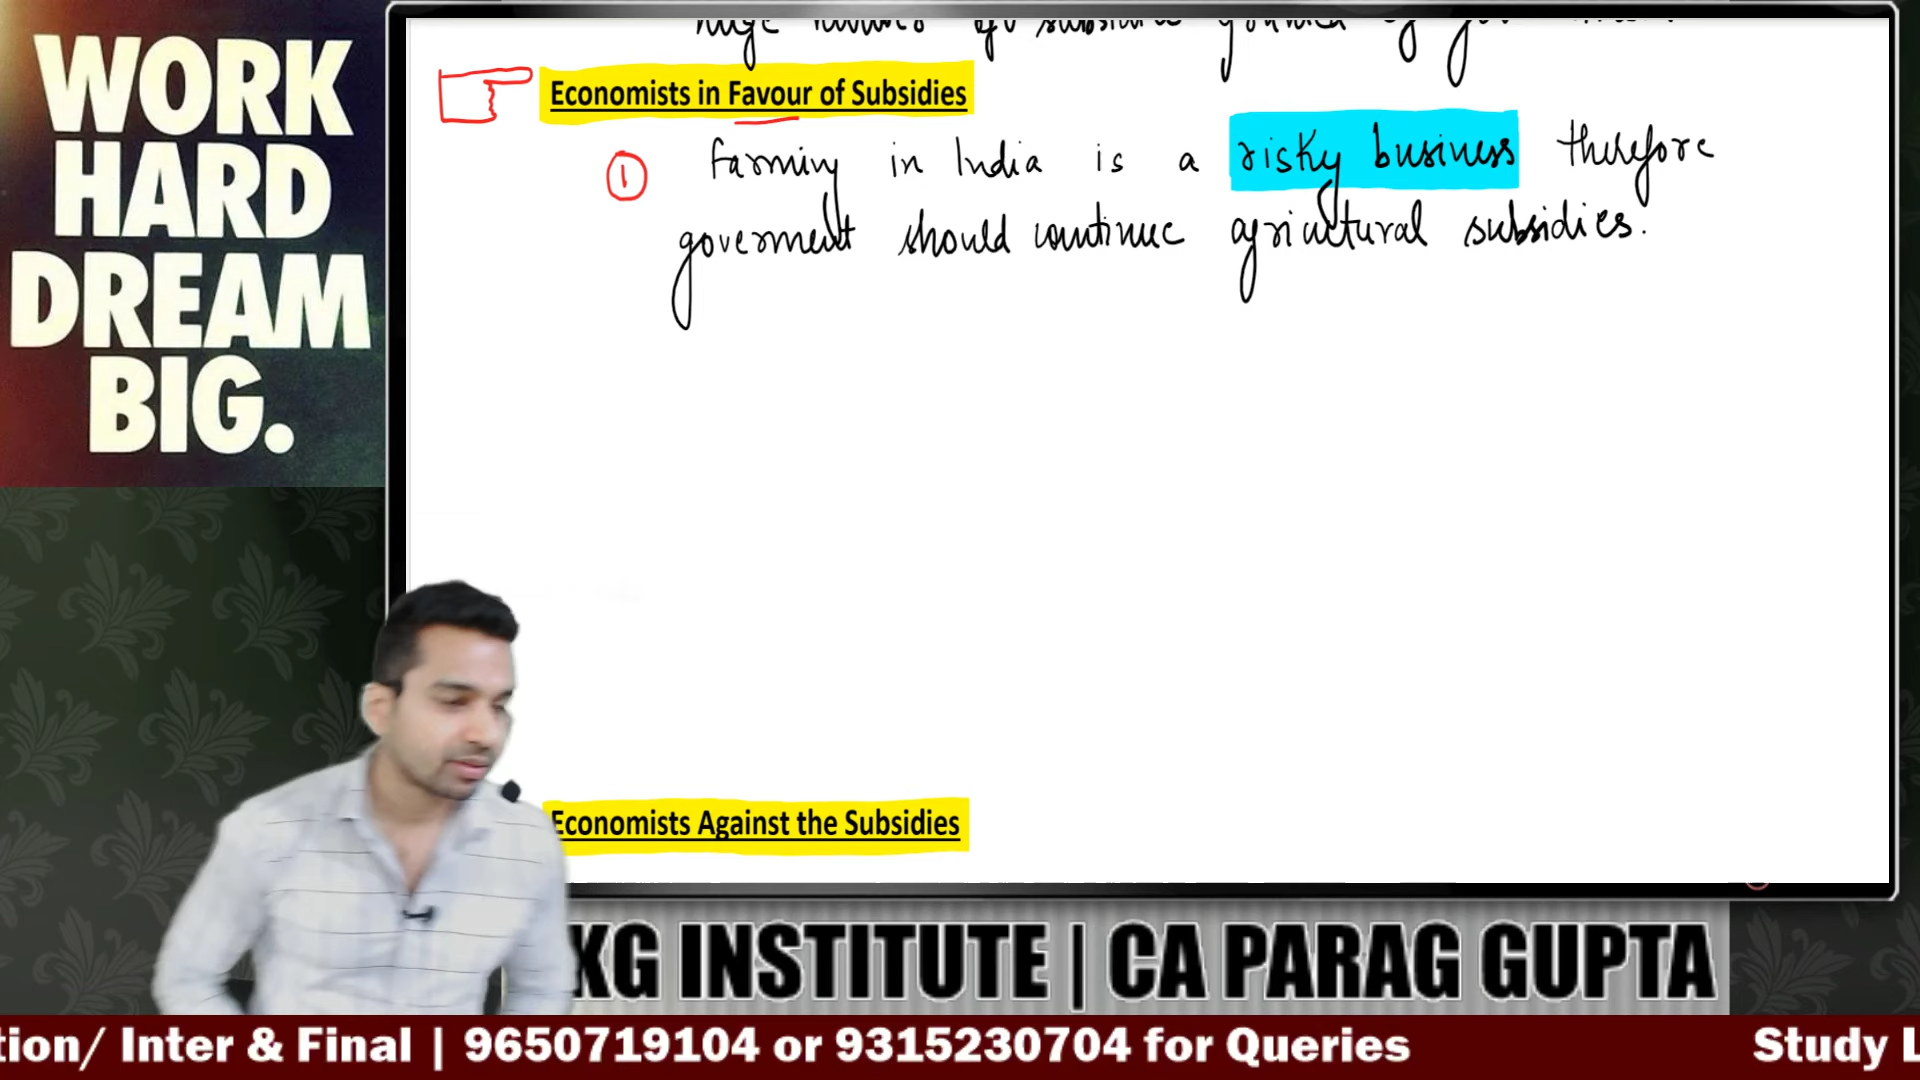 WORK
HARD
DREAM
BIG.
huge
Economists in Favour of Subsidies
1 farming in India is a risky business therefore
goverment should continue agricultural subsidies.
Economists Against the Subsidies
KG INSTITUTE | CA PARAG GUPTA
tion/ Inter & Final | 9650719104 or 9315230704 for Queries
Study L